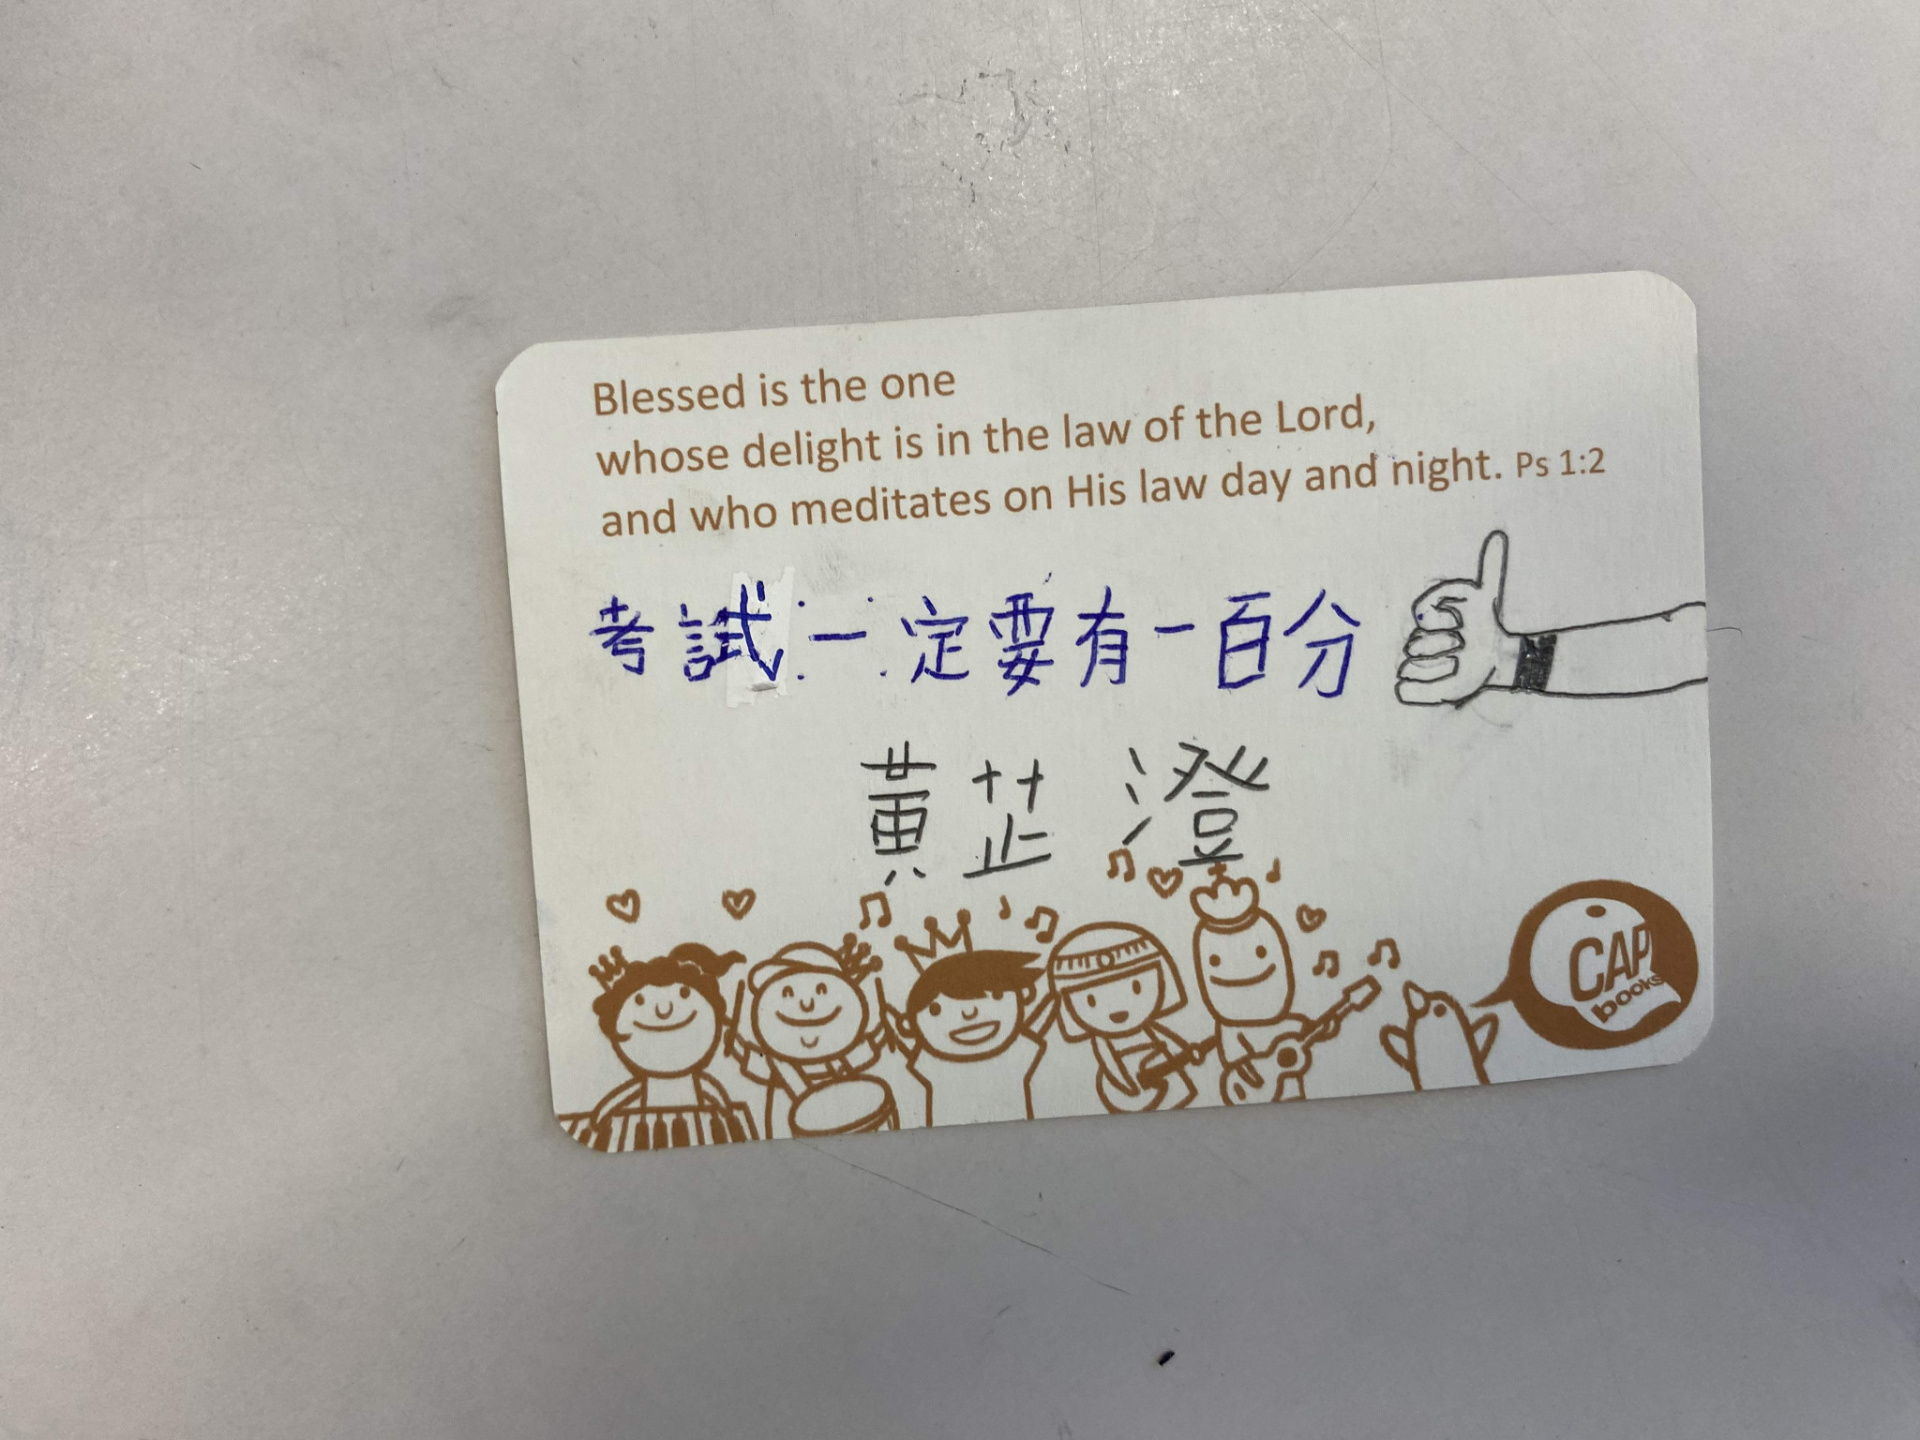 Blessed is the one
whose delight is in the law of the Lord,
and who meditates on His law day and night. Ps 1:2
考試一定要有一百分
黃芷澄
CAP
books